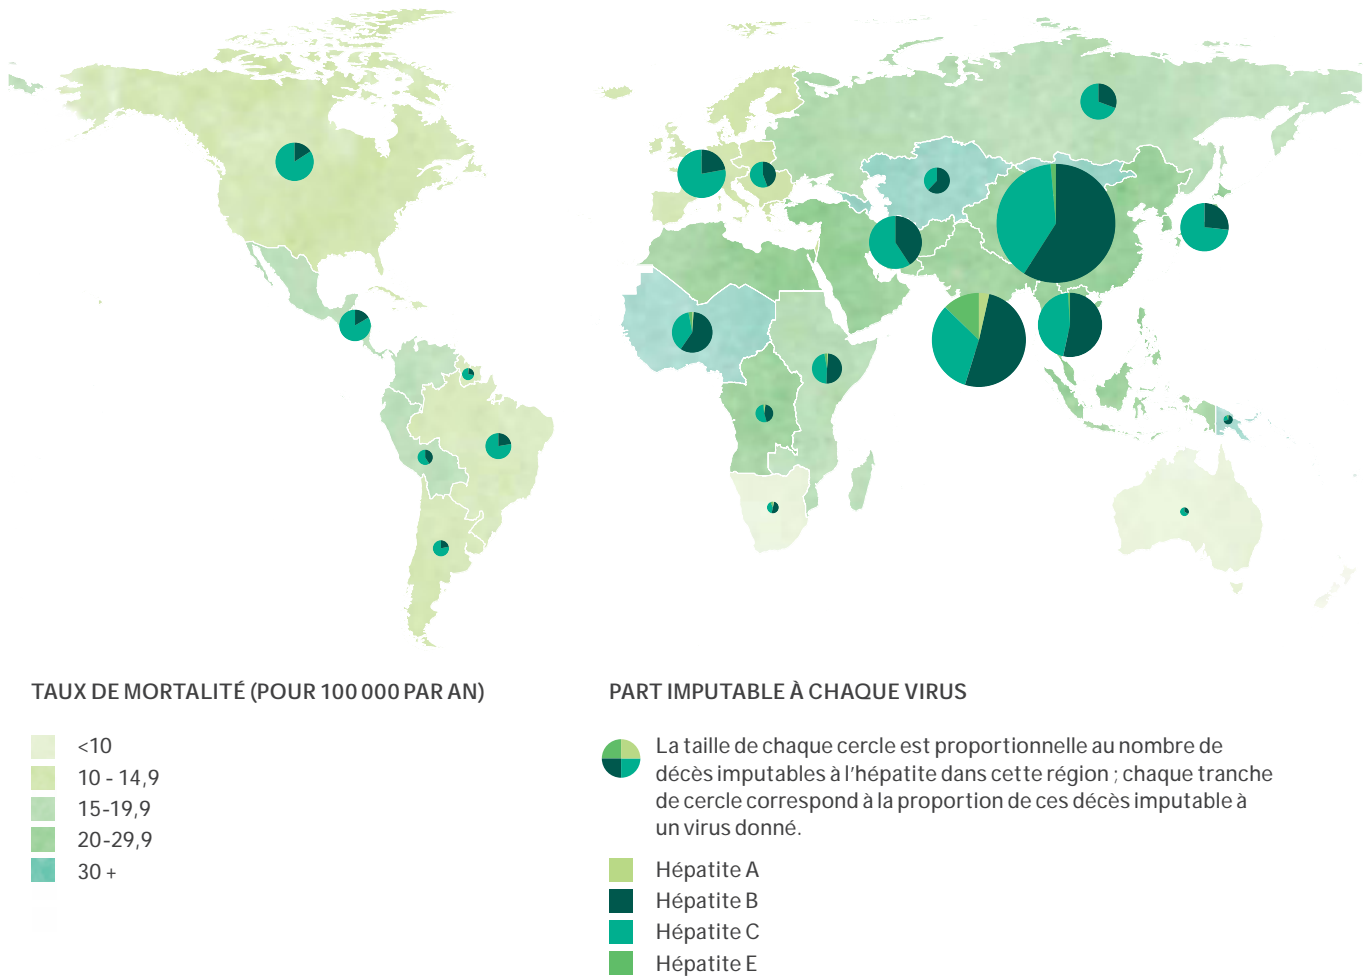 TAUX DE MORTALITÉ (POUR 100 000 PAR AN)
<10
10 - 14,9
15-19,9
20-29,9
30 +
PART IMPUTABLE À CHAQUE VIRUS
La taille de chaque cercle est proportionnelle au nombre de
décès imputables à l'hépatite dans cette région ; chaque tranche
de cercle correspond à la proportion de ces décès imputable à
un virus donné.
Hépatite A
Hépatite B
Hépatite C
Hépatite E